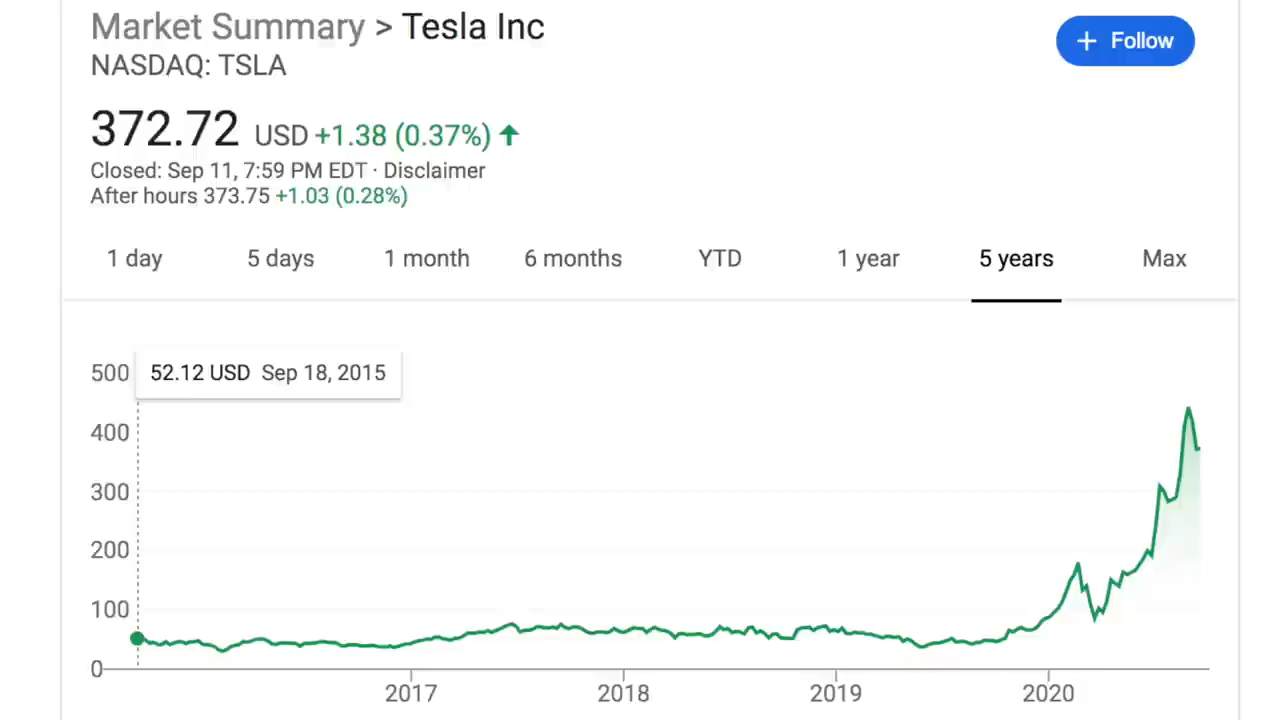 Market Summary > Tesla Inc
+ Follow
NASDAQ: TSLA
372.72 USD +1.38 (0.37%) ↑
Closed: Sep 11, 7:59 PM EDT · Disclaimer
After hours 373.75 +1.03 (0.28%)
1 day 5 days 1 month 6 months YTD 1 year 5 years Max
500
52.12 USD Sep 18, 2015
400
300
200
100
0
2017 2018 2019 2020